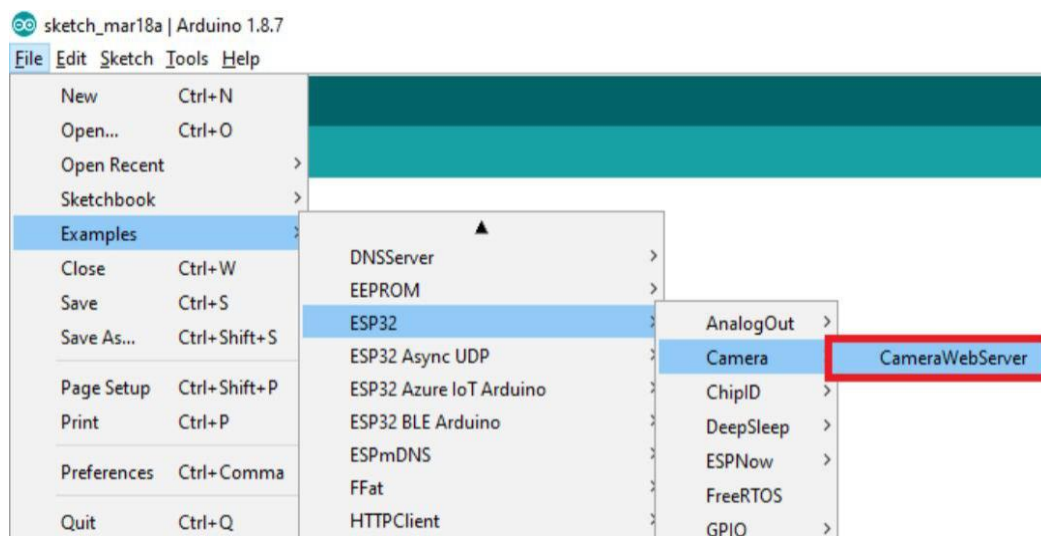 sketch_mar18a | Arduino 1.8.7
File Edit Sketch Tools Help
New Ctrl+N
Open... Ctrl+O
Open Recent
Sketchbook
Examples
Close Ctrl+W
Save Ctrl+S
Save As... Ctrl+Shift+S
Page Setup Ctrl+Shift+P
Print Ctrl+P
Preferences Ctrl+Comma
Quit Ctrl+Q
DNSServer
EEPROM
ESP32
ESP32 Async UDP
ESP32 Azure IoT Arduino
ESP32 BLE Arduino
ESPmDNS
FFat
HTTPClient
AnalogOut
Camera
ChipID
DeepSleep
ESPNow
FreeRTOS
GPIO
CameraWebServer